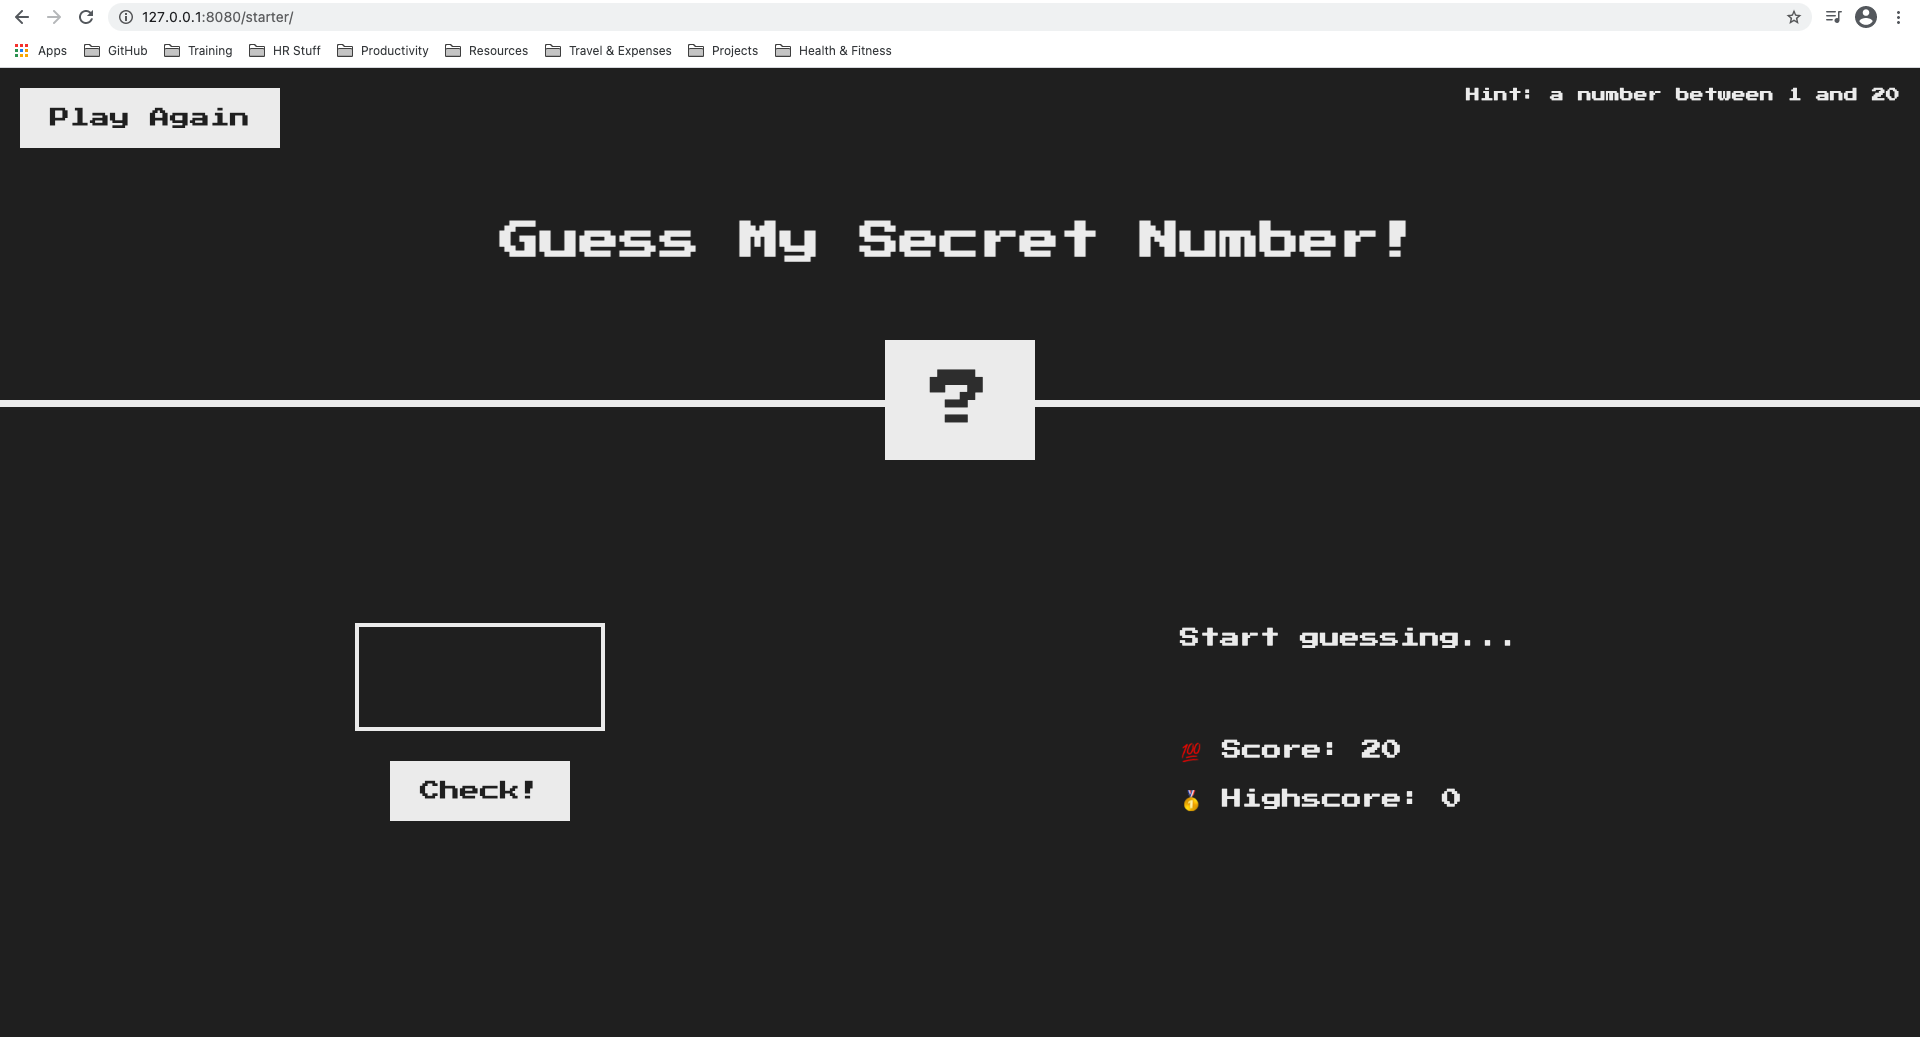 127.0.0.1:8080/starter/
Apps GitHub Training HR Stuff Productivity Resources Travel & Expenses Projects Health & Fitness
Play Again
Hint: a number between 1 and 20
Guess My Secret Number!
?
Start guessing...
Check!
💯 Score: 20
🥇 Highscore: 0